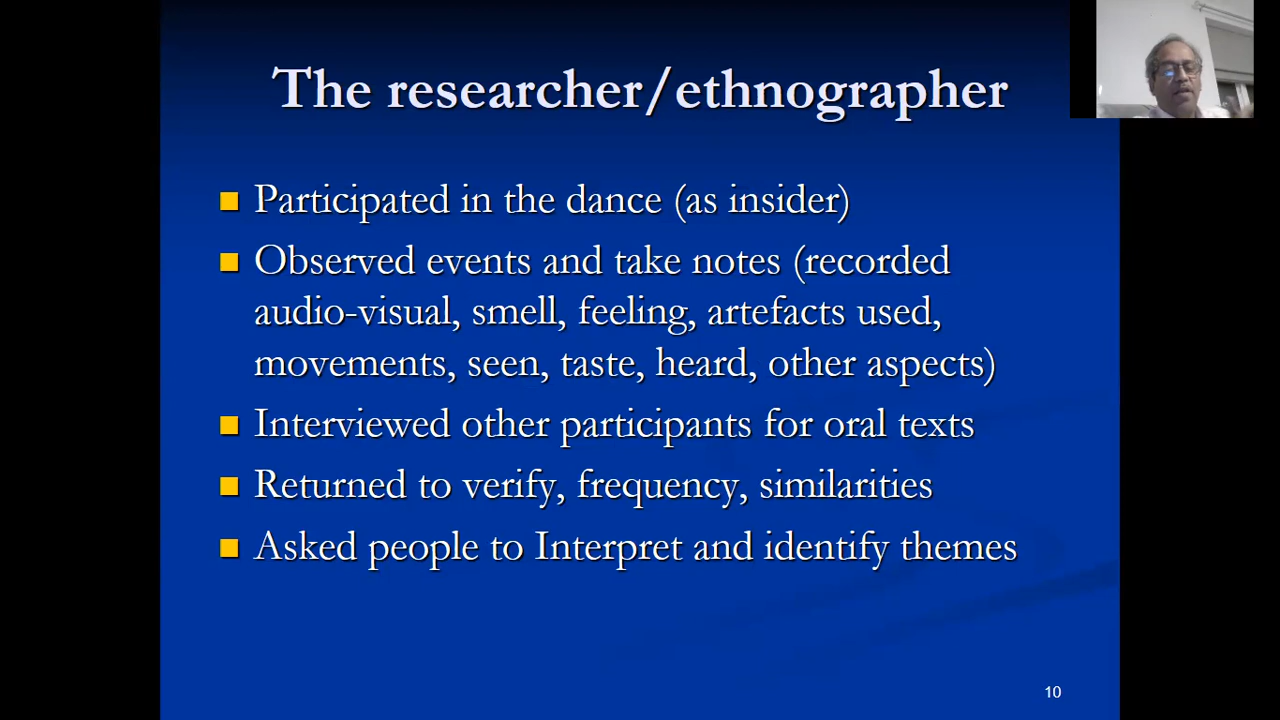 The researcher/ethnographer
Participated in the dance (as insider)
Observed events and take notes (recorded
audio-visual, smell, feeling, artefacts used,
movements, seen, taste, heard, other aspects)
Interviewed other participants for oral texts
Returned to verify, frequency, similarities
Asked people to Interpret and identify themes
10